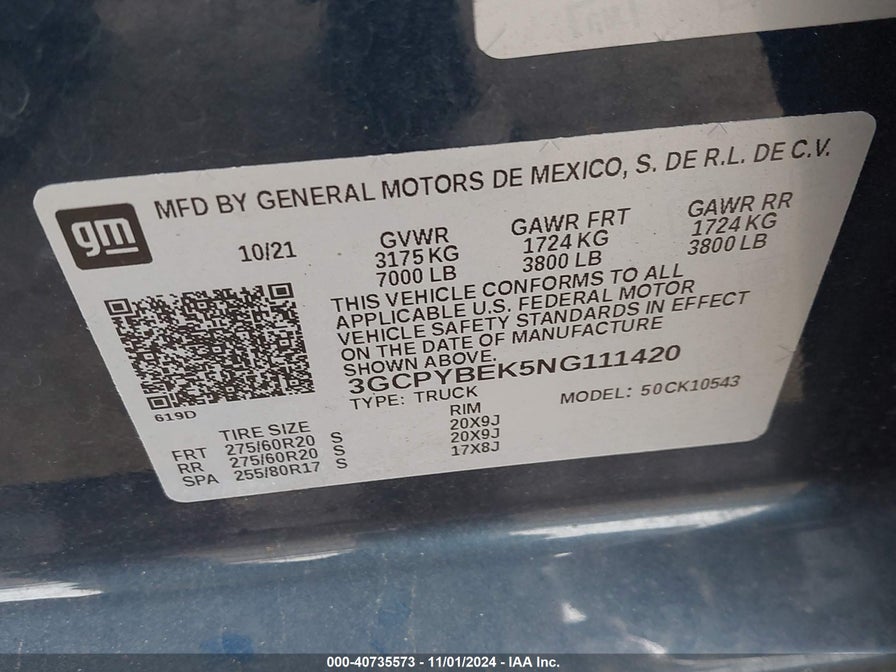 MFD BY GENERAL MOTORS DE MEXICO, S. DE R.L. DE C.V.
gm
10/21
GVWR
3175 KG
7000 LB
GAWR FRT
1724 KG
3800 LB
GAWR RR
1724 KG
3800 LB
THIS VEHICLE CONFORMS TO ALL
APPLICABLE U.S. FEDERAL MOTOR
VEHICLE SAFETY STANDARDS IN EFFECT
ON THE DATE OF MANUFACTURE
SHOWN ABOVE.
3GCPYBEK5NG111420
TYPE: TRUCK
MODEL: 50CK10543
619D
TIRE SIZE RIM
FRT 275/60R20 S 20X9J
RR 275/60R20 S 20X9J
SPA 255/80R17 S 17X8J
000-40735573 - 11/01/2024 - IAA Inc.